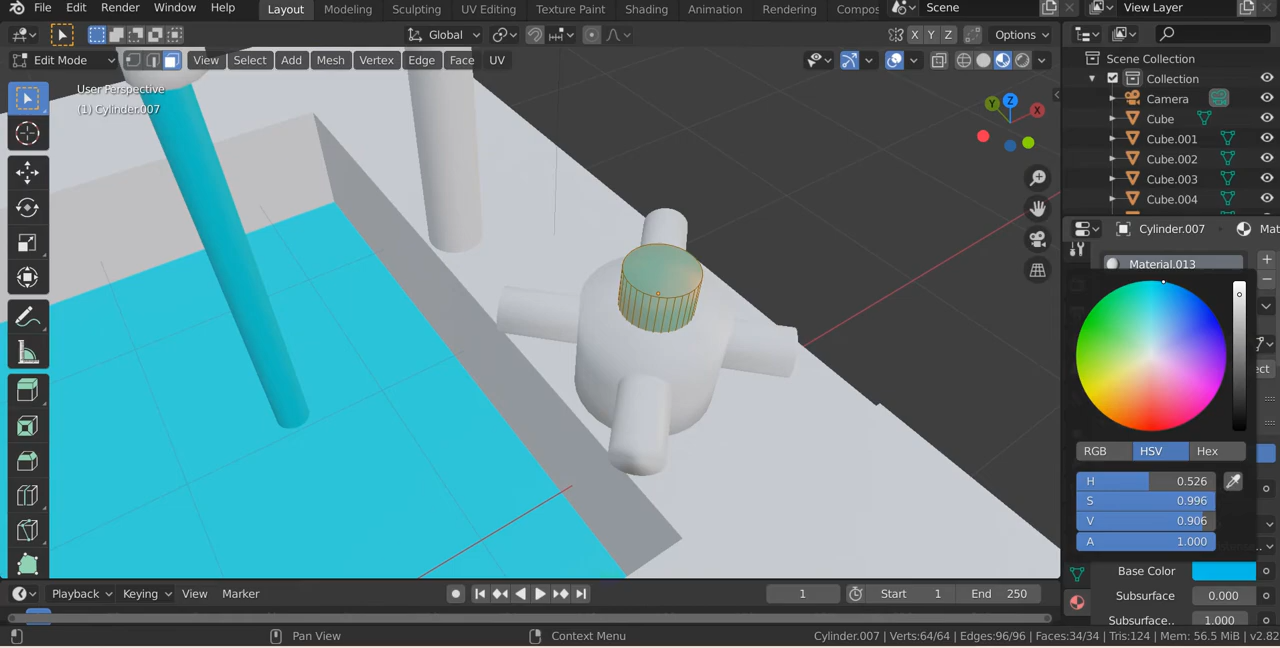 File Edit Render Window Help Layout Modeling Sculpting UV Editing Texture Paint Shading Animation Rendering Compos Scene View Layer
Global X Y Z Options
Edit Mode View Select Add Mesh Vertex Edge Face UV
User Perspective
(1) Cylinder.007
Z
Y
X
Scene Collection
Collection
Camera
Cube
Cube.001
Cube.002
Cube.003
Cube.004
Cylinder.007 Mat
Material.013
ect
RGB HSV Hex
H 0.526
S 0.996
V 0.906
A 1.000
Base Color
Subsurface 0.000
Subsurface.. 1.000
Playback Keying View Marker 1 Start 1 End 250
Pan View Context Menu Cylinder.007 | Verts:64/64 | Edges:96/96 | Faces:34/34 | Tris:124 | Mem: 56.5 MiB | v2.82